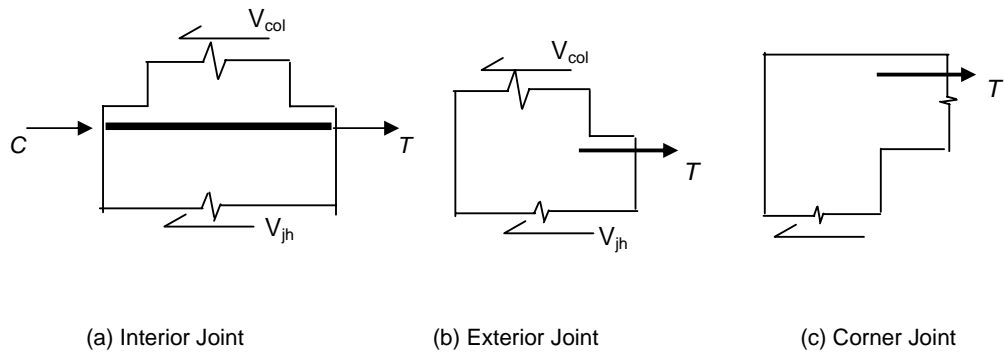 V_col
V_col
T
C
T
T
V_jh
V_jh
(a) Interior Joint
(b) Exterior Joint
(c) Corner Joint